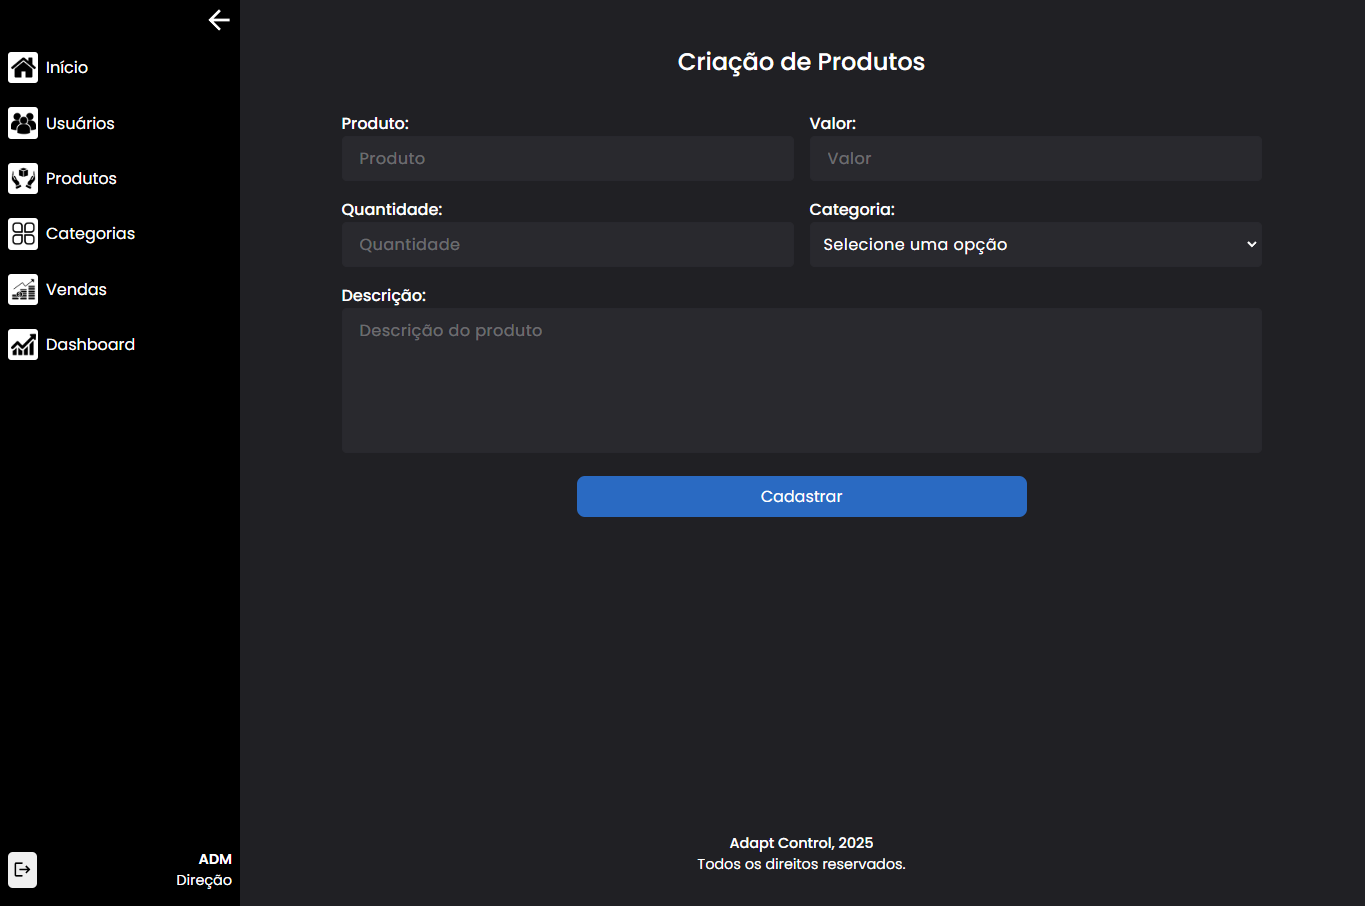 Início
Usuários
Produtos
Categorias
Vendas
Dashboard
ADM
Direção
Criação de Produtos
Produto:
Valor:
Produto
Valor
Quantidade:
Categoria:
Quantidade
Selecione uma opção
Descrição:
Descrição do produto
Cadastrar
Adapt Control, 2025
Todos os direitos reservados.